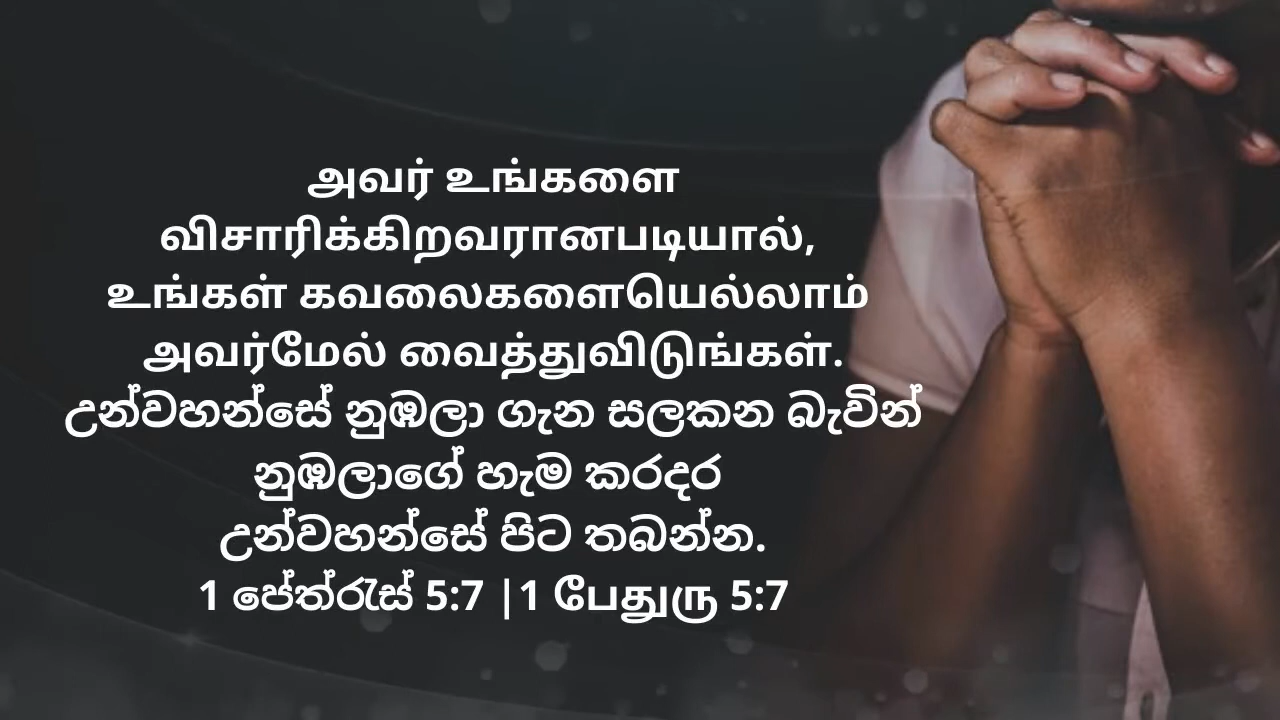 அவர் உங்களை
விசாரிக்கிறவரானபடியால்,
உங்கள் கவலைகளையெல்லாம்
அவர்மேல் வைத்துவிடுங்கள்.
උන්වහන්සේ නුඹලා ගැන සලකන බැවින්
නුඹලාගේ හැම කරදර
උන්වහන්සේ පිට තබන්න.
1 පේත්රැස් 5:7 |1 பேதுரு 5:7